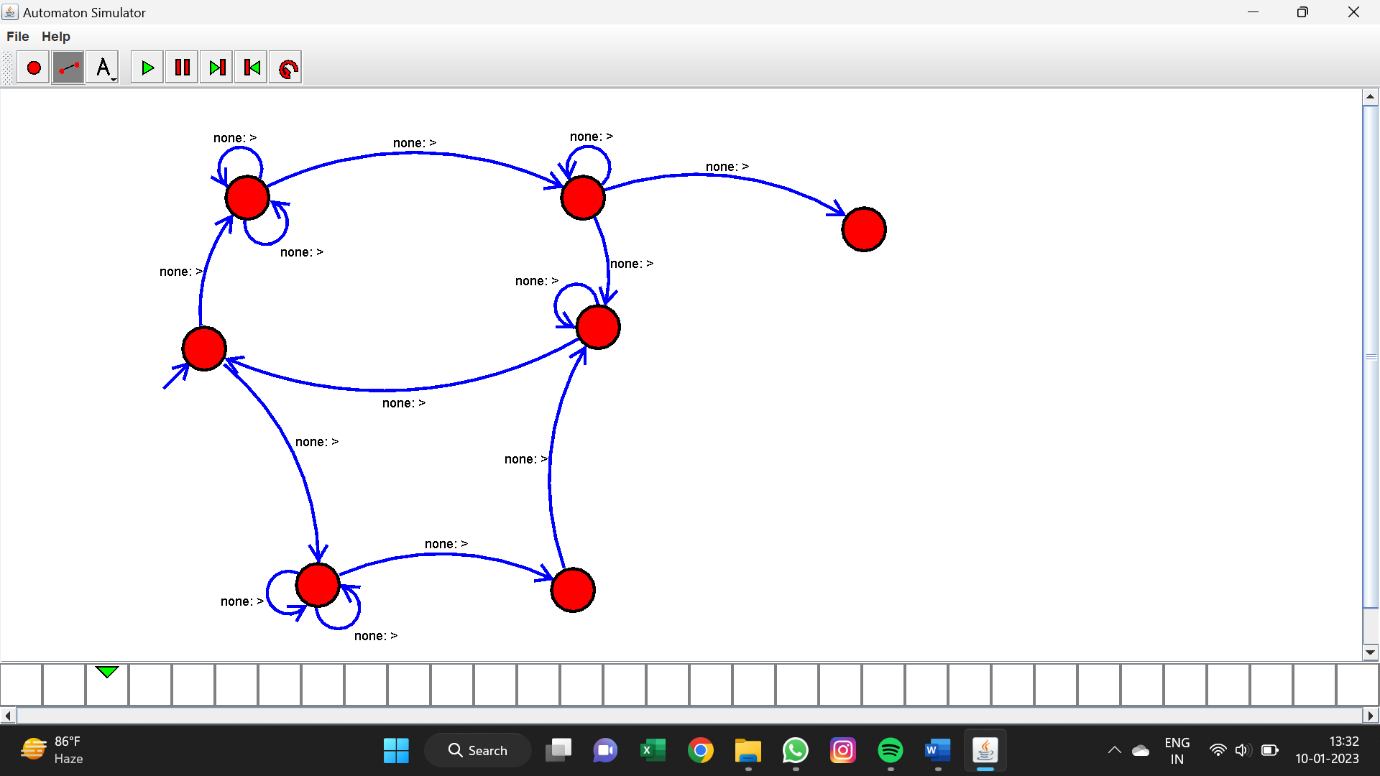 Automaton Simulator
File Help
A
none: >
none: >
none: >
none: >
none: >
none: >
none: >
none: >
none: >
none: >
none: >
none: >
none: >
none: >
86°F
Haze
Search
ENG
IN
13:32
10-01-2023